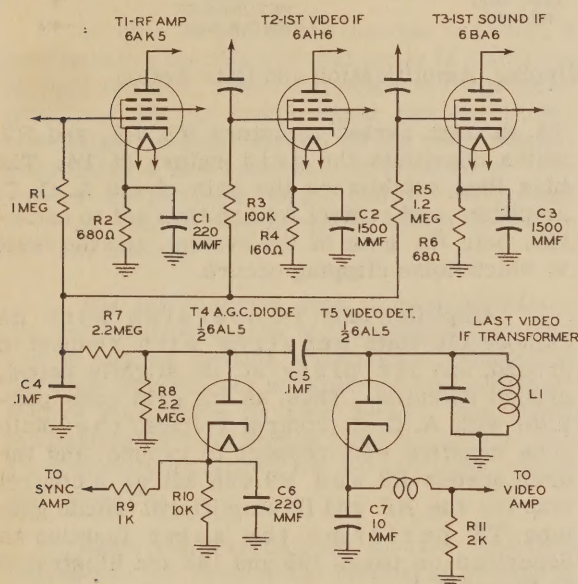 T1-RF AMP
6AK5
T2-IST VIDEO IF
6AH6
T3-IST SOUND IF
6BA6
R1
1 MEG
R2
680Ω
C1
220
MMF
R3
100K
R4
160Ω
C2
1500
MMF
R5
1.2
MEG
R6
68Ω
C3
1500
MMF
R7
2.2MEG
T4 A.G.C. DIODE
½6AL5
T5 VIDEO DET.
½6AL5
LAST VIDEO
IF TRANSFORMER
C4
.1MF
R8
2.2
MEG
C5
.1MF
L1
TO
SYNC
AMP
R9
1K
R10
10K
C6
220
MMF
C7
10
MMF
TO
VIDEO
AMP
R11
2K